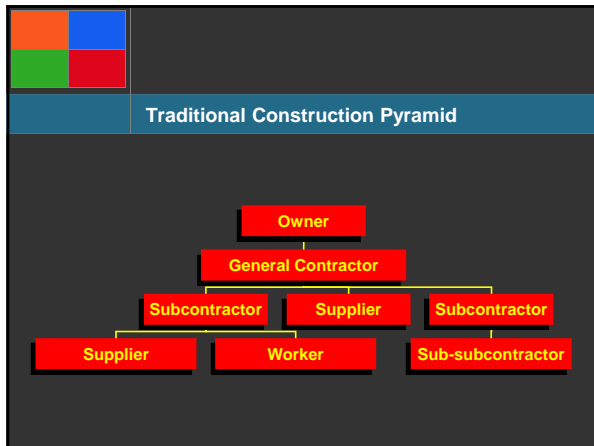 Traditional Construction Pyramid
Owner
General Contractor
Subcontractor Supplier Subcontractor
Supplier Worker Sub-subcontractor